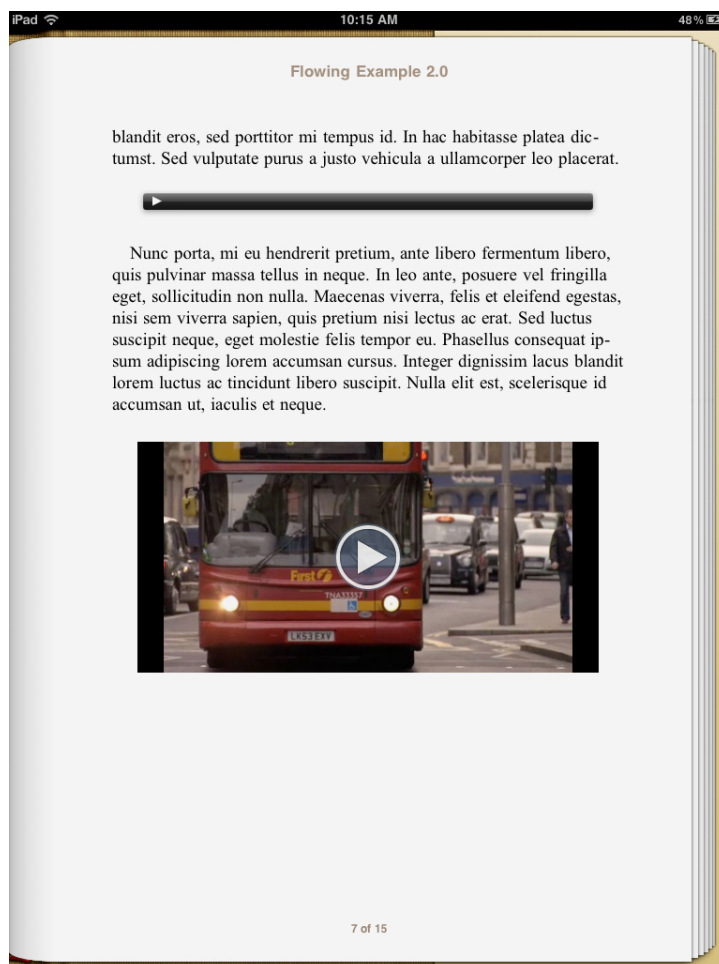 iPad
10:15 AM
48%
Flowing Example 2.0
blandit eros, sed porttitor mi tempus id. In hac habitasse platea dic-
tumst. Sed vulputate purus a justo vehicula a ullamcorper leo placerat.
Nunc porta, mi eu hendrerit pretium, ante libero fermentum libero,
quis pulvinar massa tellus in neque. In leo ante, posuere vel fringilla
eget, sollicitudin non nulla. Maecenas viverra, felis et eleifend egestas,
nisi sem viverra sapien, quis pretium nisi lectus ac erat. Sed luctus
suscipit neque, eget molestie felis tempor eu. Phasellus consequat ip-
sum adipiscing lorem accumsan cursus. Integer dignissim lacus blandit
lorem luctus ac tincidunt libero suscipit. Nulla elit est, scelerisque id
accumsan ut, iaculis et neque.
First
TNA33357
LK53 EXV
7 of 15